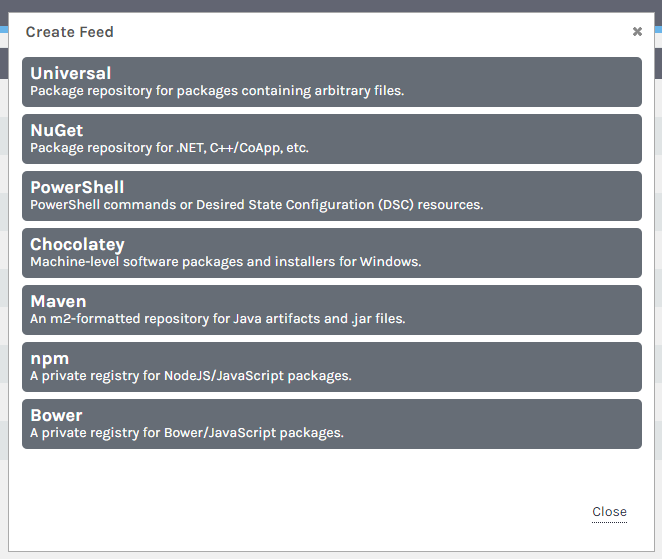 Create Feed
Universal
Package repository for packages containing arbitrary files.
NuGet
Package repository for .NET, C++/CoApp, etc.
PowerShell
PowerShell commands or Desired State Configuration (DSC) resources.
Chocolatey
Machine-level software packages and installers for Windows.
Maven
An m2-formatted repository for Java artifacts and .jar files.
npm
A private registry for NodeJS/JavaScript packages.
Bower
A private registry for Bower/JavaScript packages.
Close